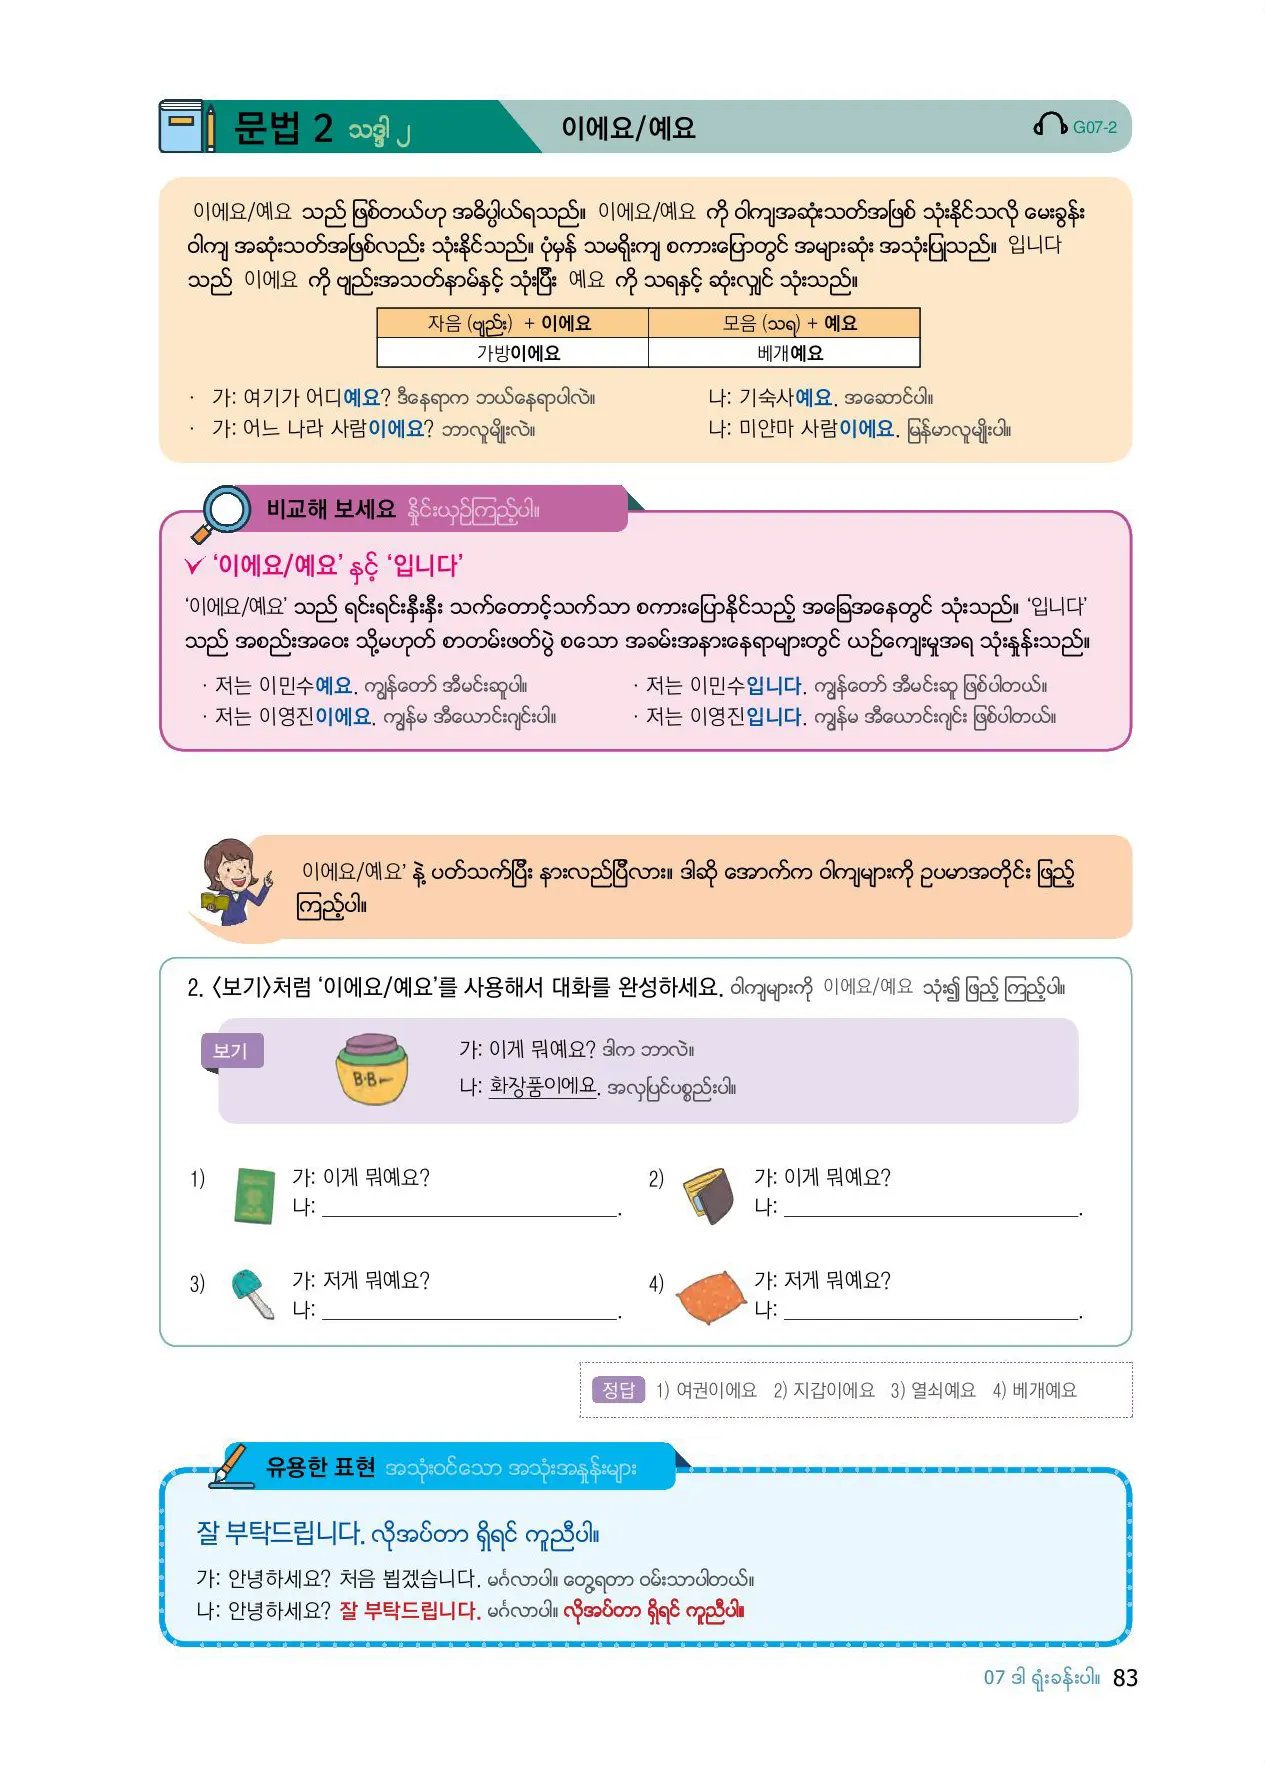 문법 2 သဒ္ဒါ ၂ 이에요/예요 G07-2
이에요/예요 သည် ဖြစ်တယ်ဟု အဓိပ္ပါယ်ရသည်။ 이에요/예요 ကို ဝါကျအဆုံးသတ်အဖြစ် သုံးနိုင်သလို မေးခွန်း
ဝါကျ အဆုံးသတ်အဖြစ်လည်း သုံးနိုင်သည်။ ပုံမှန် သမရိုးကျ စကားပြောတွင် အများဆုံး အသုံးပြုသည်။ 입니다
သည် 이에요 ကို ဗျည်းအသတ်နာမ်နှင့် သုံးပြီး 예요 ကို သရနှင့် ဆုံးလျှင် သုံးသည်။
자음 (ဗျည်း) + 이에요 모음 (သရ) + 예요
가방이에요 베개예요
· 가: 여기가 어디예요? ဒီနေရာက ဘယ်နေရာပါလဲ။ 나: 기숙사예요. အဆောင်ပါ။
· 가: 어느 나라 사람이에요? ဘာလူမျိုးလဲ။ 나: 미얀마 사람이에요. မြန်မာလူမျိုးပါ။
비교해 보세요 နှိုင်းယှဉ်ကြည့်ပါ။
‘이에요/예요’ နှင့် ‘입니다’
‘이에요/예요’ သည် ရင်းရင်းနှီးနှီး သက်တောင့်သက်သာ စကားပြောနိုင်သည့် အခြေအနေတွင် သုံးသည်။ ‘입니다’
သည် အစည်းအဝေး သို့မဟုတ် စာတမ်းဖတ်ပွဲ စသော အခမ်းအနားနေရာများတွင် ယဉ်ကျေးမှုအရ သုံးနှုန်းသည်။
· 저는 이민수예요. ကျွန်တော် အီမင်းဆူပါ။ · 저는 이민수입니다. ကျွန်တော် အီမင်းဆူ ဖြစ်ပါတယ်။
· 저는 이영진이에요. ကျွန်မ အီယောင်းဂျင်းပါ။ · 저는 이영진입니다. ကျွန်မ အီယောင်းဂျင်း ဖြစ်ပါတယ်။
이에요/예요’ နဲ့ ပတ်သက်ပြီး နားလည်ပြီလား။ ဒါဆို အောက်က ဝါကျများကို ဥပမာအတိုင်း ဖြည့်
ကြည့်ပါ။
2. 〈보기〉처럼 ‘이에요/예요’를 사용해서 대화를 완성하세요. ဝါကျများကို 이에요/예요 သုံး၍ ဖြည့် ကြည့်ပါ။
보기 가: 이게 뭐예요? ဒါက ဘာလဲ။
B·B
나: 화장품이에요. အလှပြင်ပစ္စည်းပါ။
1) 가: 이게 뭐예요? 2) 가: 이게 뭐예요?
나: ____________. 나: ____________.
3) 가: 저게 뭐예요? 4) 가: 저게 뭐예요?
나: ____________. 나: ____________.
정답 1) 여권이에요 2) 지갑이에요 3) 열쇠예요 4) 베개예요
유용한 표현 အသုံးဝင်သော အသုံးအနှုန်းများ
잘 부탁드립니다. လိုအပ်တာ ရှိရင် ကူညီပါ။
가: 안녕하세요? 처음 뵙겠습니다. မင်္ဂလာပါ။ တွေ့ရတာ ဝမ်းသာပါတယ်။
나: 안녕하세요? 잘 부탁드립니다. မင်္ဂလာပါ။ လိုအပ်တာ ရှိရင် ကူညီပါ။
07 ဒါ ရုံးခန်းပါ။ 83